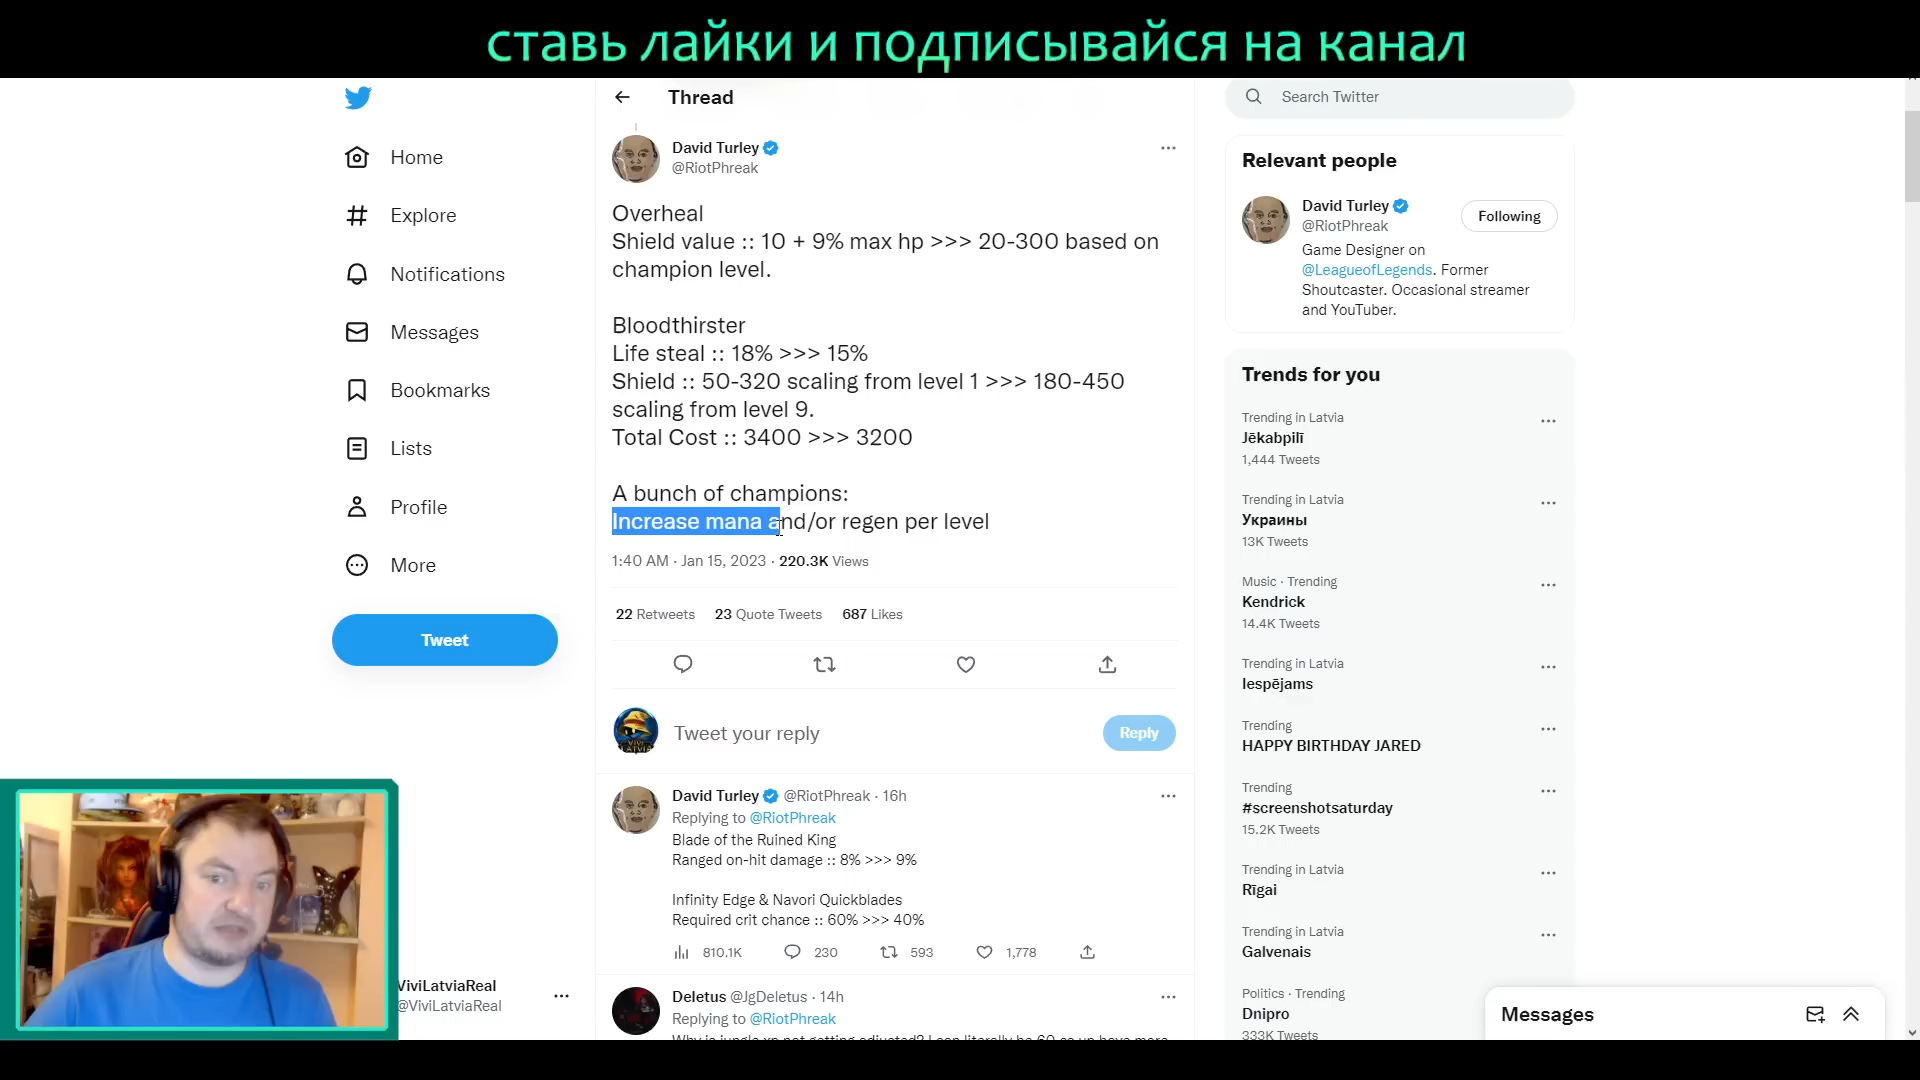 ставь лайки и подписывайся на канал
Home
Explore
Notifications
Messages
Bookmarks
Lists
Profile
More
Tweet
ViviLatviaReal
@ViviLatviaReal
Thread
David Turley
@RiotPhreak
Overheal
Shield value :: 10 + 9% max hp >>> 20-300 based on
champion level.
Bloodthirster
Life steal :: 18% >>> 15%
Shield :: 50-320 scaling from level 1 >>> 180-450
scaling from level 9.
Total Cost :: 3400 >>> 3200
A bunch of champions:
Increase mana and/or regen per level
1:40 AM · Jan 15, 2023 · 220.3K Views
22 Retweets 23 Quote Tweets 687 Likes
Tweet your reply
Reply
David Turley @RiotPhreak · 16h
Replying to @RiotPhreak
Blade of the Ruined King
Ranged on-hit damage :: 8% >>> 9%
Infinity Edge & Navori Quickblades
Required crit chance :: 60% >>> 40%
810.1K 230 593 1,778
Deletus @JgDeletus · 14h
Replying to @RiotPhreak
Search Twitter
Relevant people
David Turley
@RiotPhreak
Following
Game Designer on
@LeagueofLegends. Former
Shoutcaster. Occasional streamer
and YouTuber.
Trends for you
Trending in Latvia
Jēkabpilī
1,444 Tweets
Trending in Latvia
Украины
13K Tweets
Music · Trending
Kendrick
14.4K Tweets
Trending in Latvia
Iespējams
Trending
HAPPY BIRTHDAY JARED
Trending
#screenshotsaturday
15.2K Tweets
Trending in Latvia
Rīgai
Trending in Latvia
Galvenais
Politics · Trending
Dnipro
333K Tweets
Messages